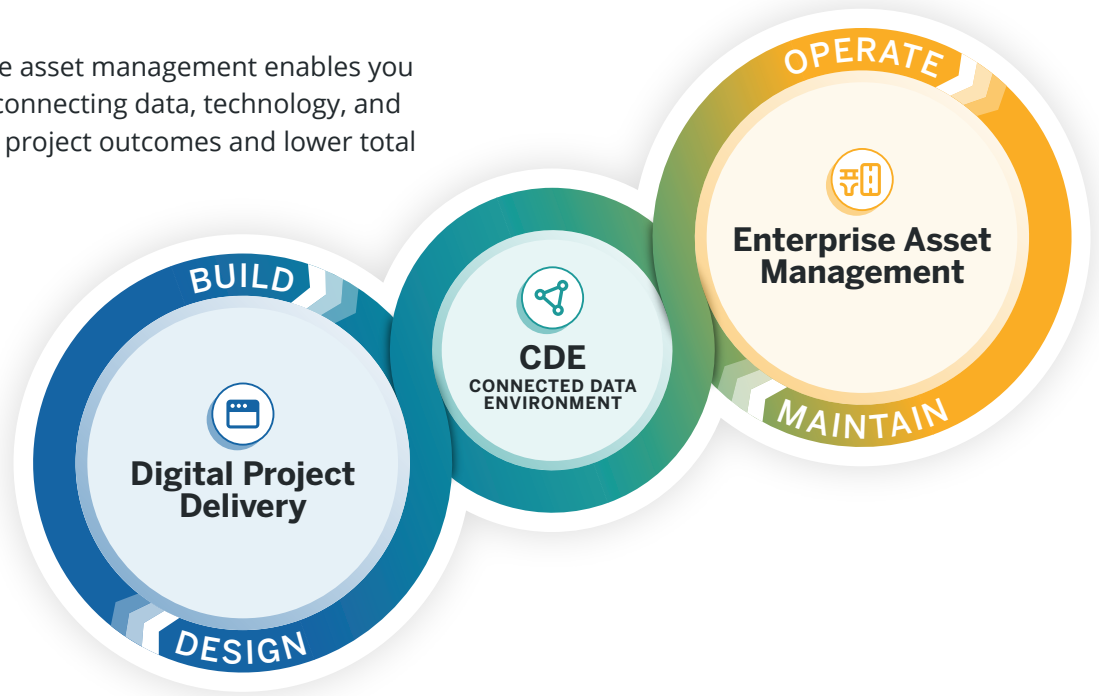 e asset management enables you
connecting data, technology, and
project outcomes and lower total
OPERATE
Enterprise Asset
Management
MAINTAIN
CDE
CONNECTED DATA
ENVIRONMENT
BUILD
Digital Project
Delivery
DESIGN